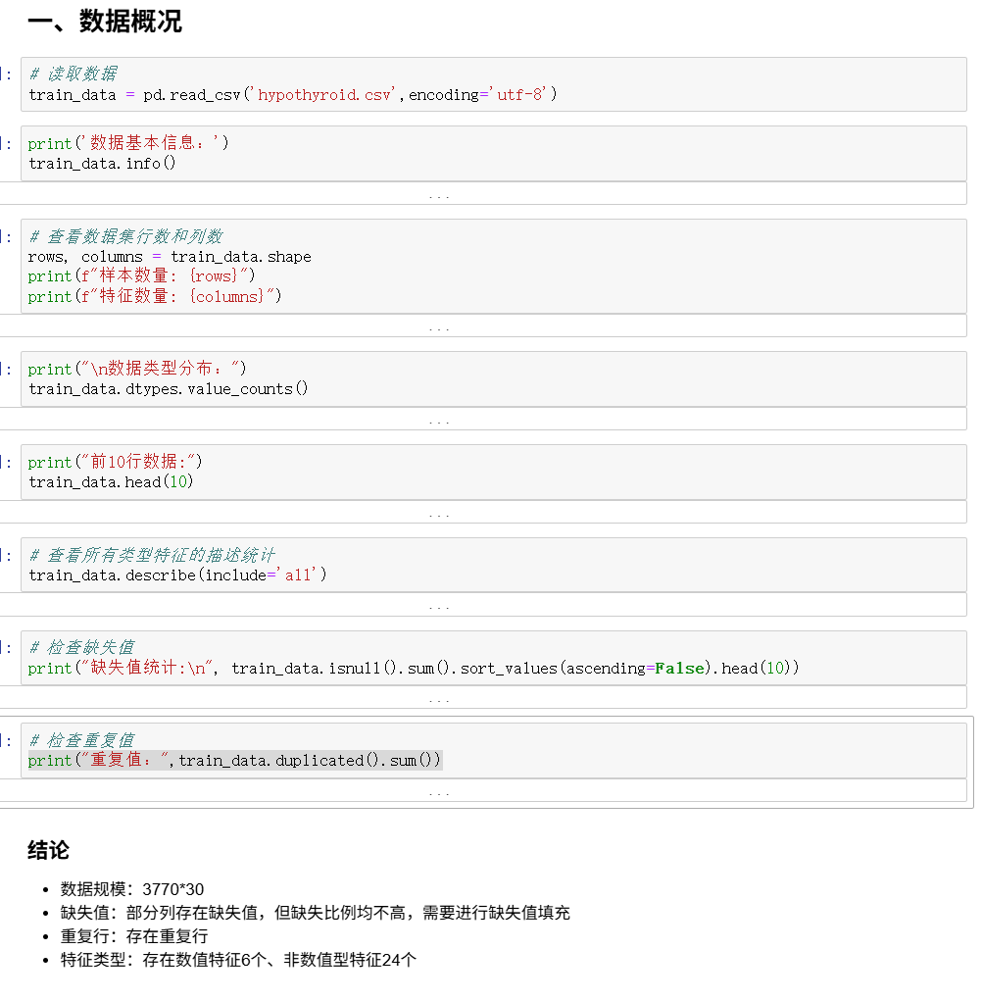 一、数据概况
]: # 读取数据
train_data = pd.read_csv('hypothyroid.csv',encoding='utf-8')
]: print('数据基本信息：')
train_data.info()
...
]: # 查看数据集行数和列数
rows, columns = train_data.shape
print(f"样本数量: {rows}")
print(f"特征数量: {columns}")
...
]: print("\n数据类型分布：")
train_data.dtypes.value_counts()
...
]: print("前10行数据:")
train_data.head(10)
...
]: # 查看所有类型特征的描述统计
train_data.describe(include='all')
...
]: # 检查缺失值
print("缺失值统计:\n", train_data.isnull().sum().sort_values(ascending=False).head(10))
...
]: # 检查重复值
print("重复值：",train_data.duplicated().sum())
...
结论
• 数据规模：3770*30
• 缺失值：部分列存在缺失值，但缺失比例均不高，需要进行缺失值填充
• 重复行：存在重复行
• 特征类型：存在数值特征6个、非数值型特征24个